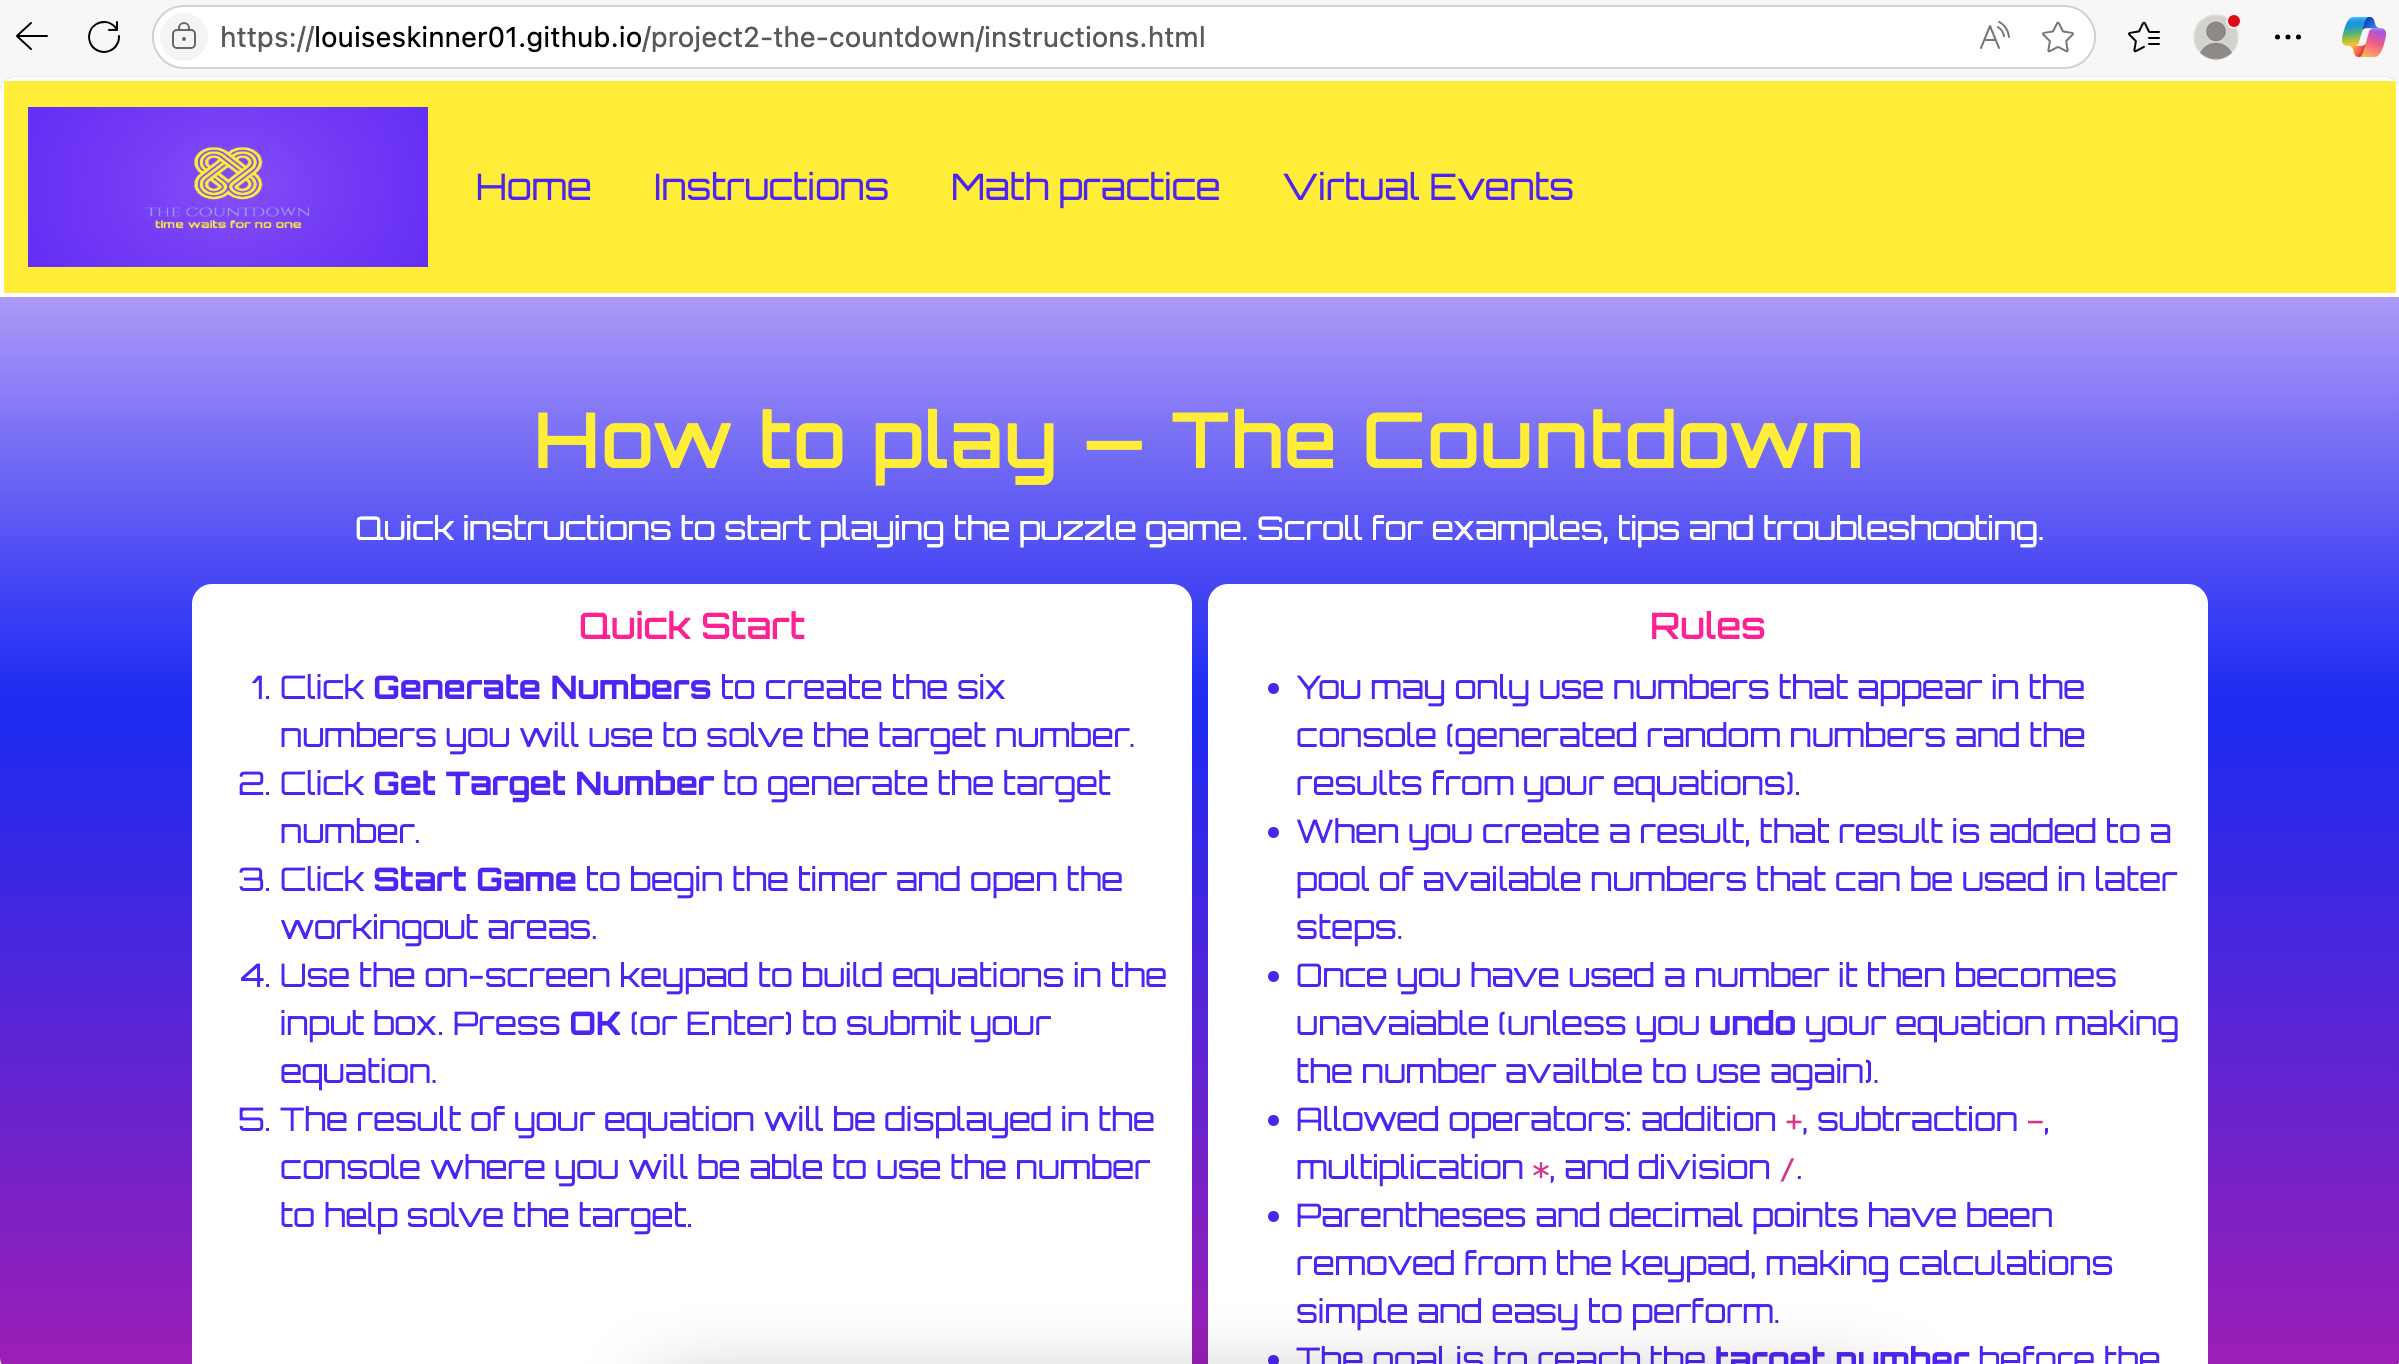 https://louiseskinner01.github.io/project2-the-countdown/instructions.html
THE COUNTDOWN
time waits for no one
Home Instructions Math practice Virtual Events
How to play — The Countdown
Quick instructions to start playing the puzzle game. Scroll for examples, tips and troubleshooting.
Quick Start
1. Click Generate Numbers to create the six
numbers you will use to solve the target number.
2. Click Get Target Number to generate the target
number.
3. Click Start Game to begin the timer and open the
workingout areas.
4. Use the on-screen keypad to build equations in the
input box. Press OK (or Enter) to submit your
equation.
5. The result of your equation will be displayed in the
console where you will be able to use the number
to help solve the target.
Rules
• You may only use numbers that appear in the
console (generated random numbers and the
results from your equations).
• When you create a result, that result is added to a
pool of available numbers that can be used in later
steps.
• Once you have used a number it then becomes
unavaiable (unless you undo your equation making
the number availble to use again).
• Allowed operators: addition +, subtraction −,
multiplication *, and division /.
• Parentheses and decimal points have been
removed from the keypad, making calculations
simple and easy to perform.
• The goal is to reach the target number before the